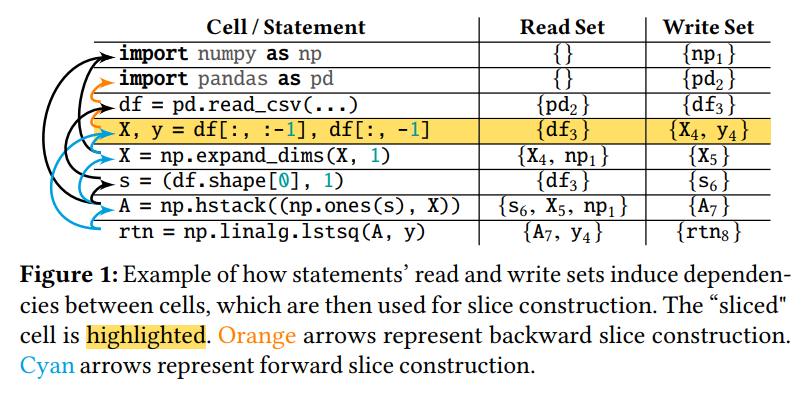 Cell / Statement Read Set Write Set
import numpy as np {} {np₁}
import pandas as pd {} {pd₂}
df = pd.read_csv(...) {pd₂} {df₃}
X, y = df[:, :-1], df[:, -1] {df₃} {X₄, y₄}
X = np.expand_dims(X, 1) {X₄, np₁} {X₅}
s = (df.shape[0], 1) {df₃} {s₆}
A = np.hstack((np.ones(s), X)) {s₆, X₅, np₁} {A₇}
rtn = np.linalg.lstsq(A, y) {A₇, y₄} {rtn₈}
Figure 1: Example of how statements' read and write sets induce dependen-
cies between cells, which are then used for slice construction. The “sliced"
cell is highlighted. Orange arrows represent backward slice construction.
Cyan arrows represent forward slice construction.